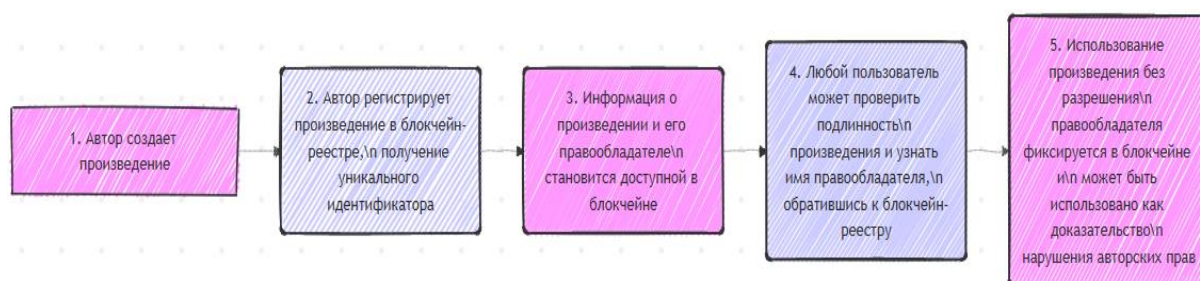 1. Автор создает
произведение
2. Автор регистрирует
произведение в блокчейн-
реестре,\n получение
уникального
идентификатора
3. Информация о
произведении и его
правообладателе\n
становится доступной в
блокчейне
4. Любой пользователь
может проверить
подлинность\n
произведения и узнать
имя правообладателя,\n
обратившись к блокчейн-
реестру
5. Использование
произведения без
разрешения\n
правообладателя
фиксируется в блокчейне
и\n может быть
использовано как
доказательство\n
нарушения авторских прав